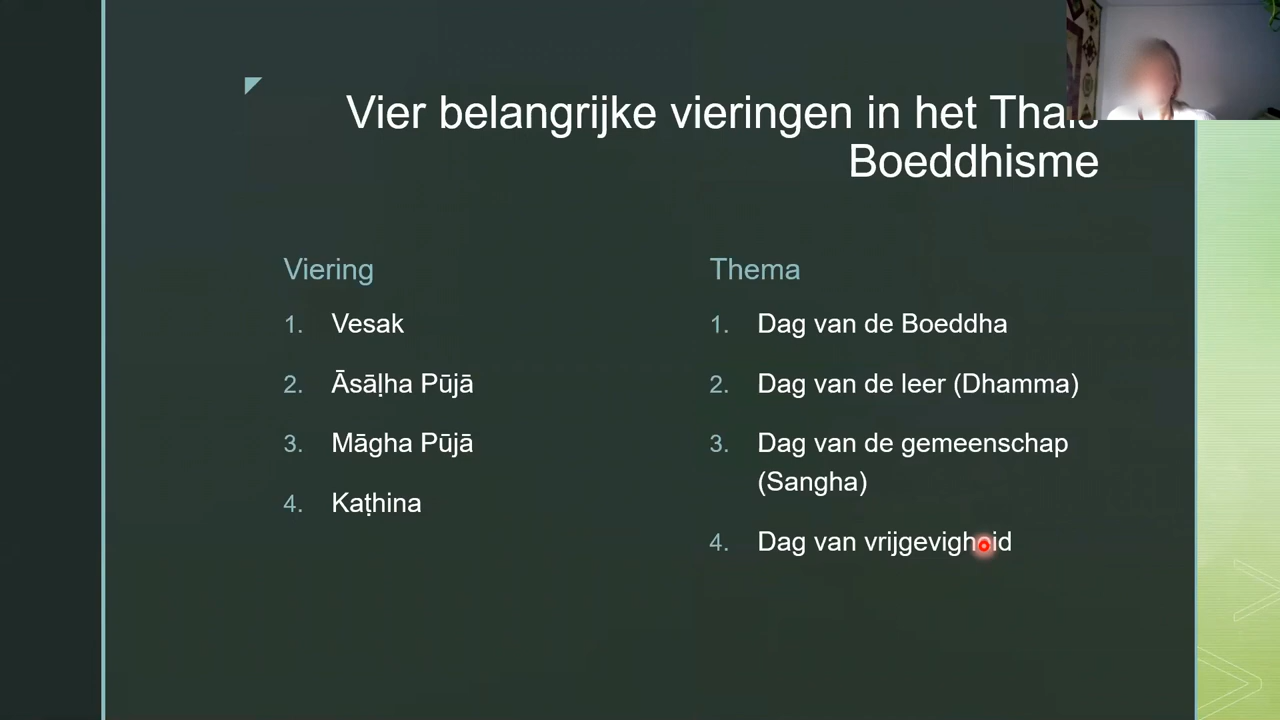 Vier belangrijke vieringen in het Thais
Boeddhisme
Viering
1. Vesak
2. Āsāḷha Pūjā
3. Māgha Pūjā
4. Kaṭhina
Thema
1. Dag van de Boeddha
2. Dag van de leer (Dhamma)
3. Dag van de gemeenschap
(Sangha)
4. Dag van vrijgevigheid